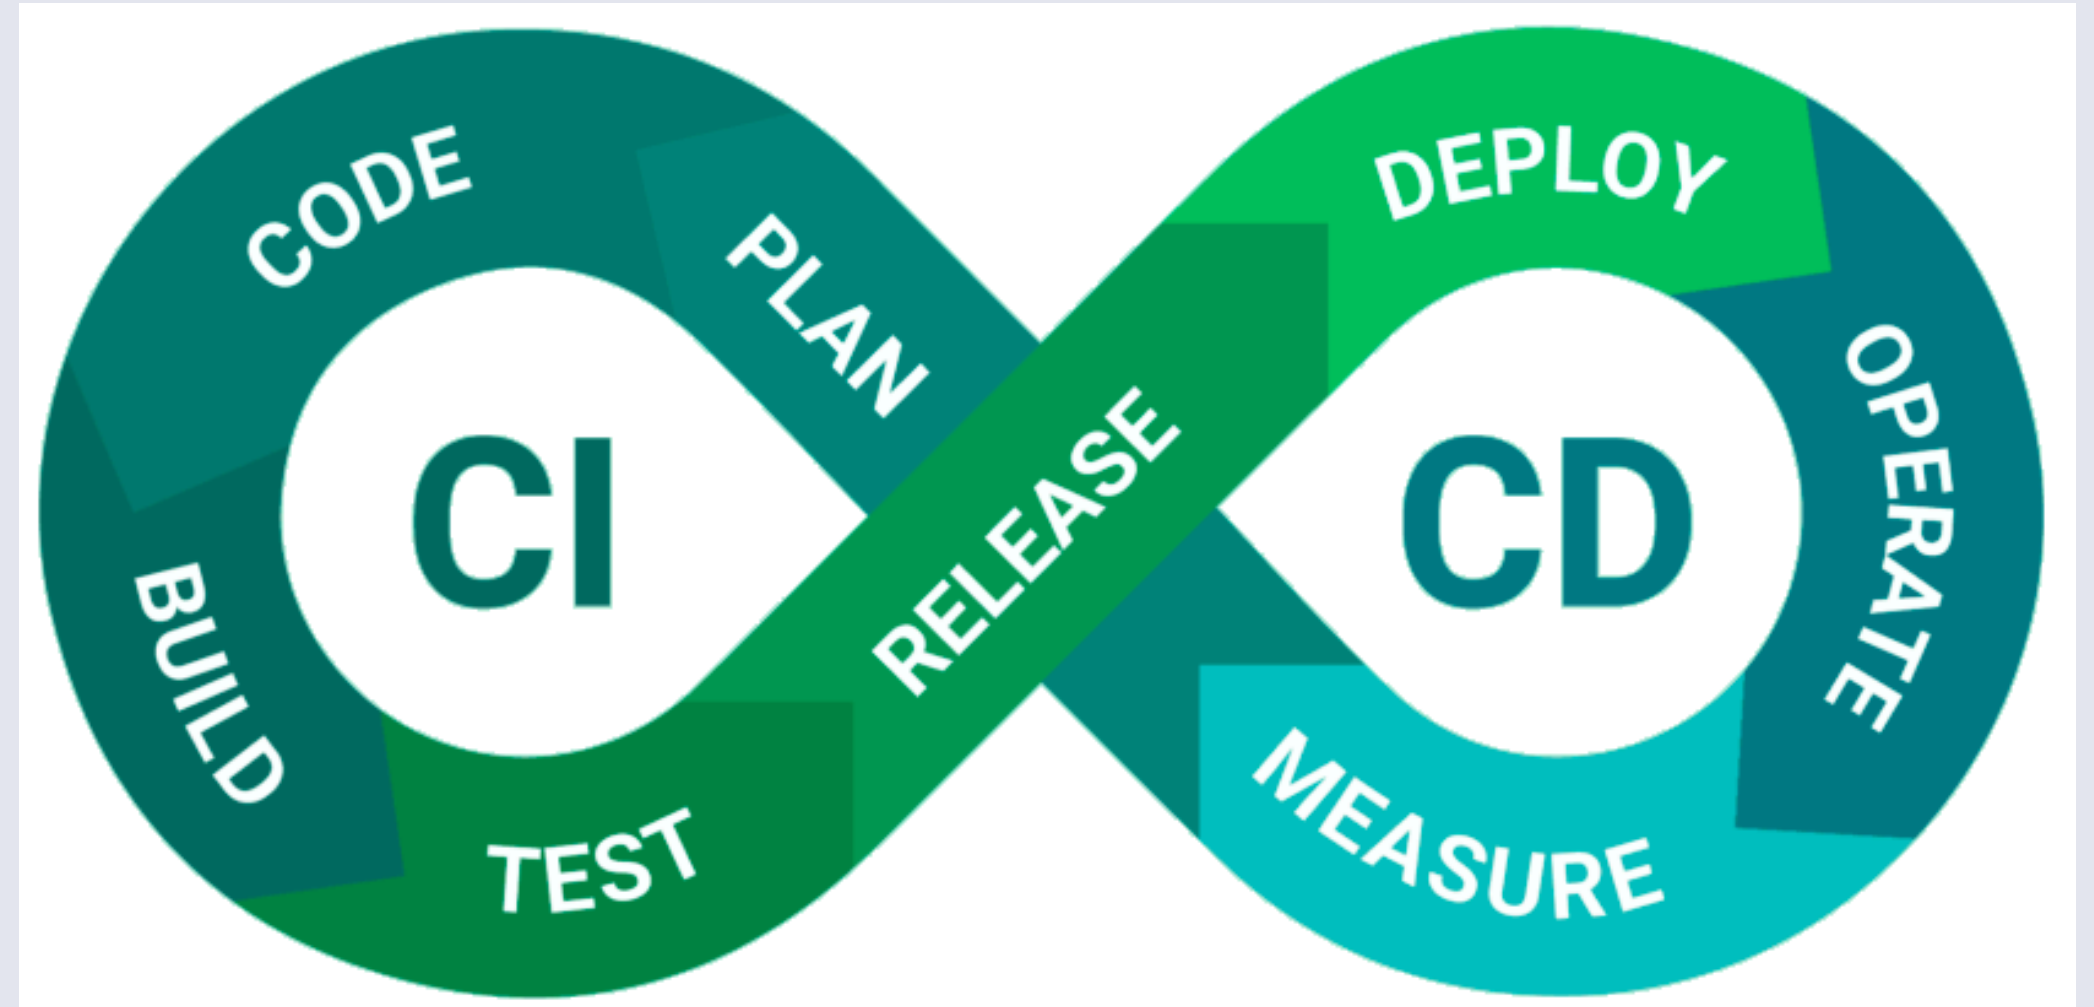 CODE
PLAN
CI
BUILD
TEST
RELEASE
DEPLOY
OPERATE
CD
MEASURE